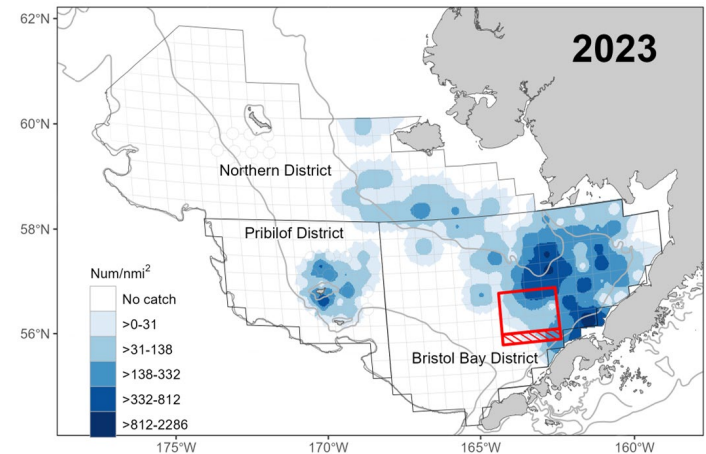 62°N
2023
60°N
Northern District
58°N
Pribilof District
Num/nmi²
No catch
>0-31
>31-138
56°N
>138-332
Bristol Bay District
>332-812
>812-2286
175°W
170°W
165°W
160°W